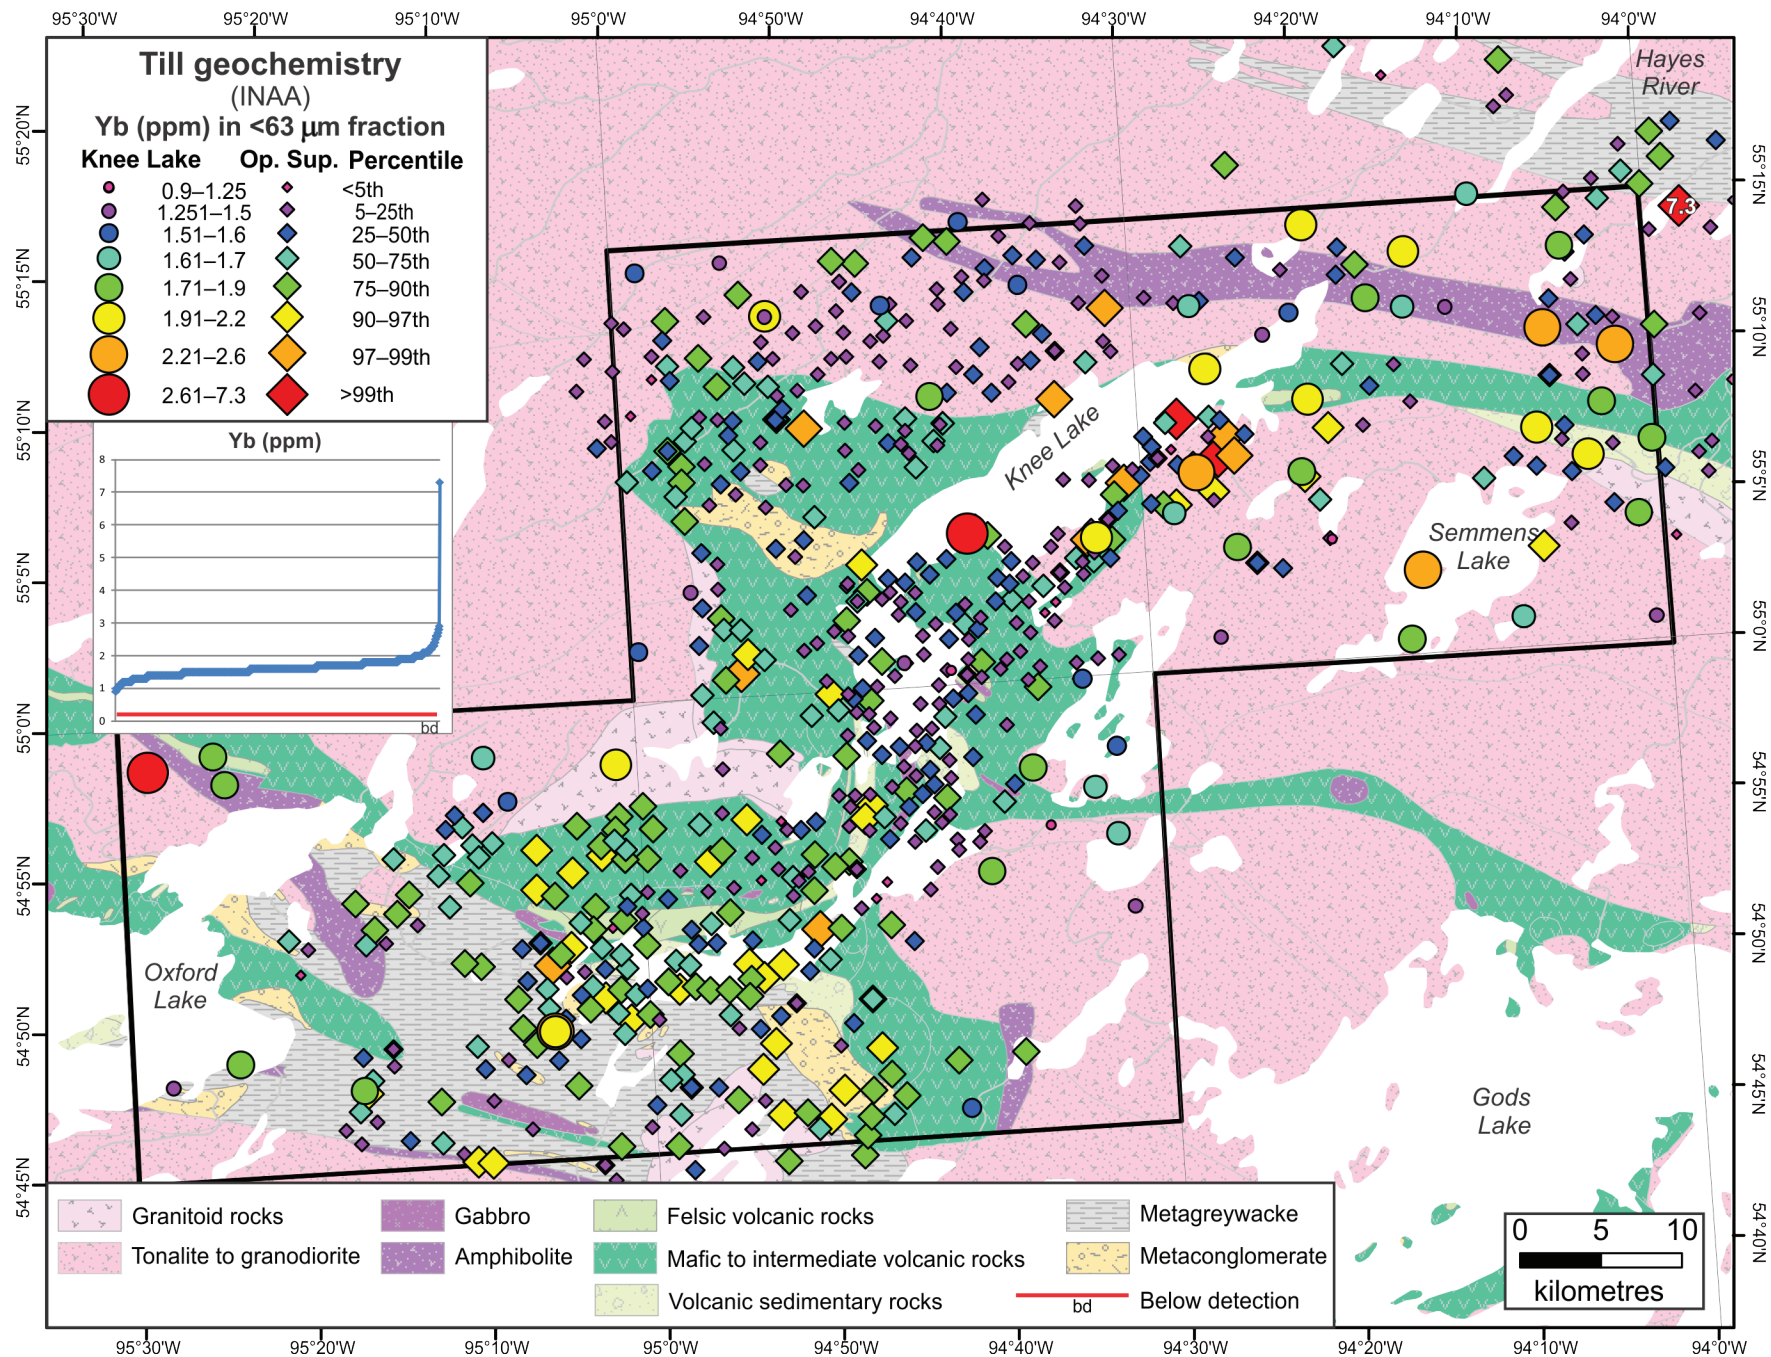 95°30'W 95°20'W 95°10'W 95°0'W 94°50'W 94°40'W 94°30'W 94°20'W 94°10'W 94°0'W
Till geochemistry
(INAA)
Yb (ppm) in <63 µm fraction
Knee Lake Op. Sup. Percentile
0.9–1.25 <5th
1.251–1.5 5–25th
1.51–1.6 25–50th
1.61–1.7 50–75th
1.71–1.9 75–90th
1.91–2.2 90–97th
2.21–2.6 97–99th
2.61–7.3 >99th
Yb (ppm)
8
7
6
5
4
3
2
1
0
bd
Hayes
River
7.3
Knee Lake
Semmens
Lake
Oxford
Lake
Gods
Lake
55°20'N
55°15'N
55°10'N
55°5'N
55°0'N
54°55'N
54°50'N
54°45'N
55°15'N
55°10'N
55°5'N
55°0'N
54°55'N
54°50'N
54°45'N
54°40'N
Granitoid rocks
Tonalite to granodiorite
Gabbro
Amphibolite
Felsic volcanic rocks
Mafic to intermediate volcanic rocks
Volcanic sedimentary rocks
Metagreywacke
Metaconglomerate
bd Below detection
0 5 10
kilometres
95°30'W 95°20'W 95°10'W 95°0'W 94°50'W 94°40'W 94°30'W 94°20'W 94°10'W 94°0'W